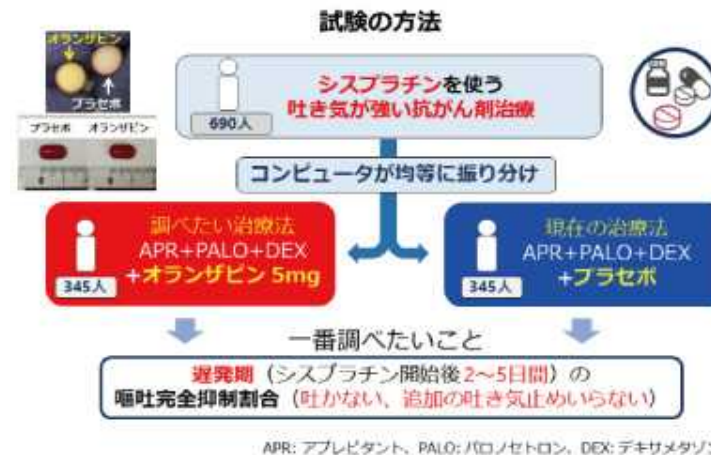 試験の方法
オランザピン
プラセボ
プラセボ オランザピン
シスプラチンを使う
吐き気が強い抗がん剤治療
690人
コンピュータが均等に振り分け
調べたい治療法
APR+PALO+DEX
+オランザピン 5mg
345人
現在の治療法
APR+PALO+DEX
+プラセボ
345人
一番調べたいこと
遅発期（シスプラチン開始後2～5日間）の
嘔吐完全抑制割合（吐かない、追加の吐き気止めいらない）
APR: アプレピタント、PALO: パロノセトロン、DEX: デキサメタゾン